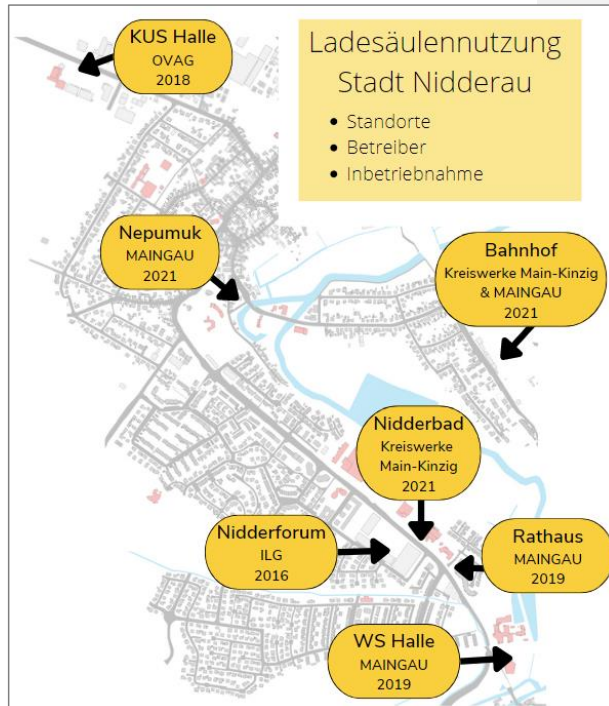 KUS Halle
OVAG
2018
Ladesäulennutzung
Stadt Nidderau
• Standorte
• Betreiber
• Inbetriebnahme
Nepumuk
MAINGAU
2021
Bahnhof
Kreiswerke Main-Kinzig
& MAINGAU
2021
Nidderbad
Kreiswerke
Main-Kinzig
2021
Nidderforum
ILG
2016
Rathaus
MAINGAU
2019
WS Halle
MAINGAU
2019